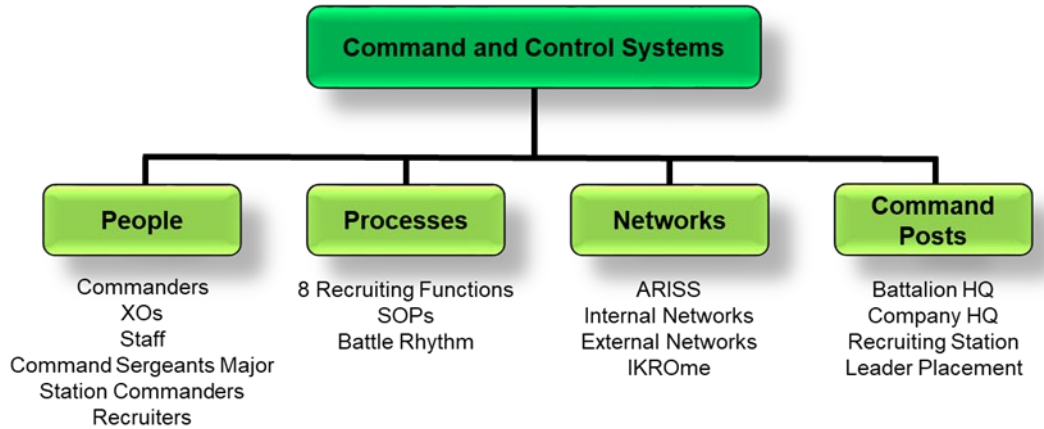 Command and Control Systems
People
Commanders
XOs
Staff
Command Sergeants Major
Station Commanders
Recruiters
Processes
8 Recruiting Functions
SOPs
Battle Rhythm
Networks
ARISS
Internal Networks
External Networks
IKROme
Command
Posts
Battalion HQ
Company HQ
Recruiting Station
Leader Placement